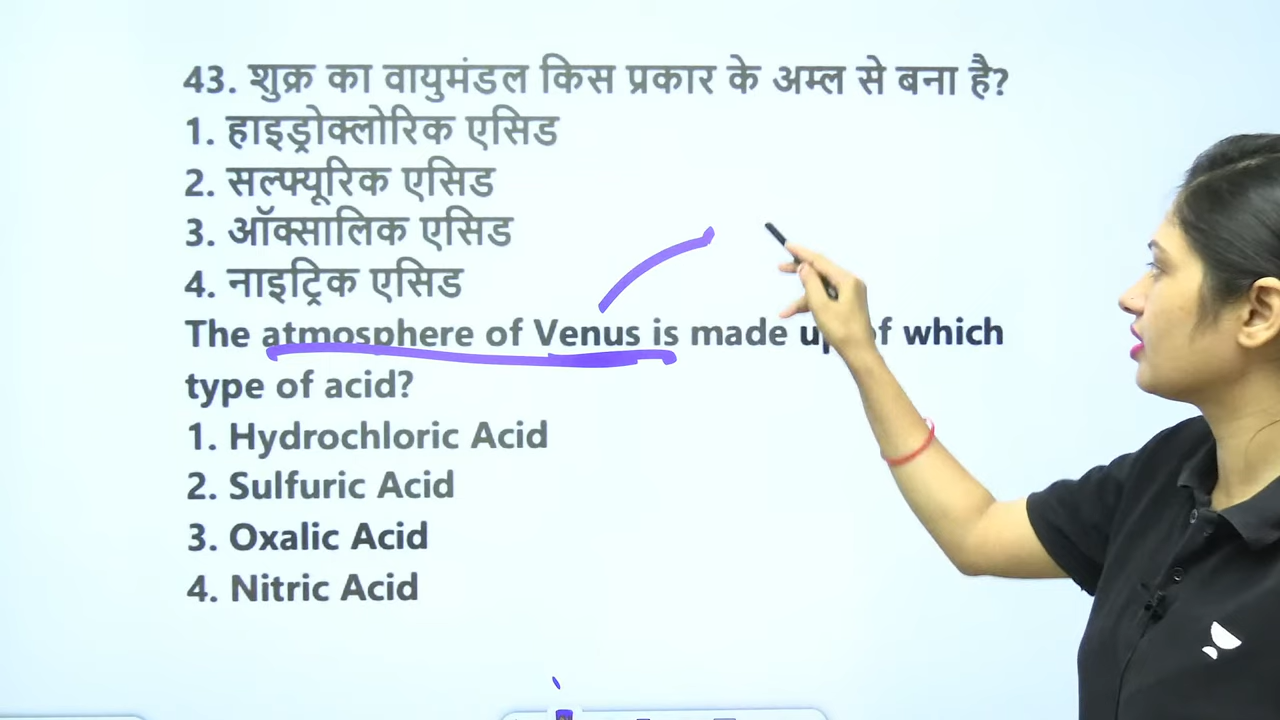 43. शुक्र का वायुमंडल किस प्रकार के अम्ल से बना है?
1. हाइड्रोक्लोरिक एसिड
2. सल्फ्यूरिक एसिड
3. ऑक्सालिक एसिड
4. नाइट्रिक एसिड
The atmosphere of Venus is made up of which
type of acid?
1. Hydrochloric Acid
2. Sulfuric Acid
3. Oxalic Acid
4. Nitric Acid